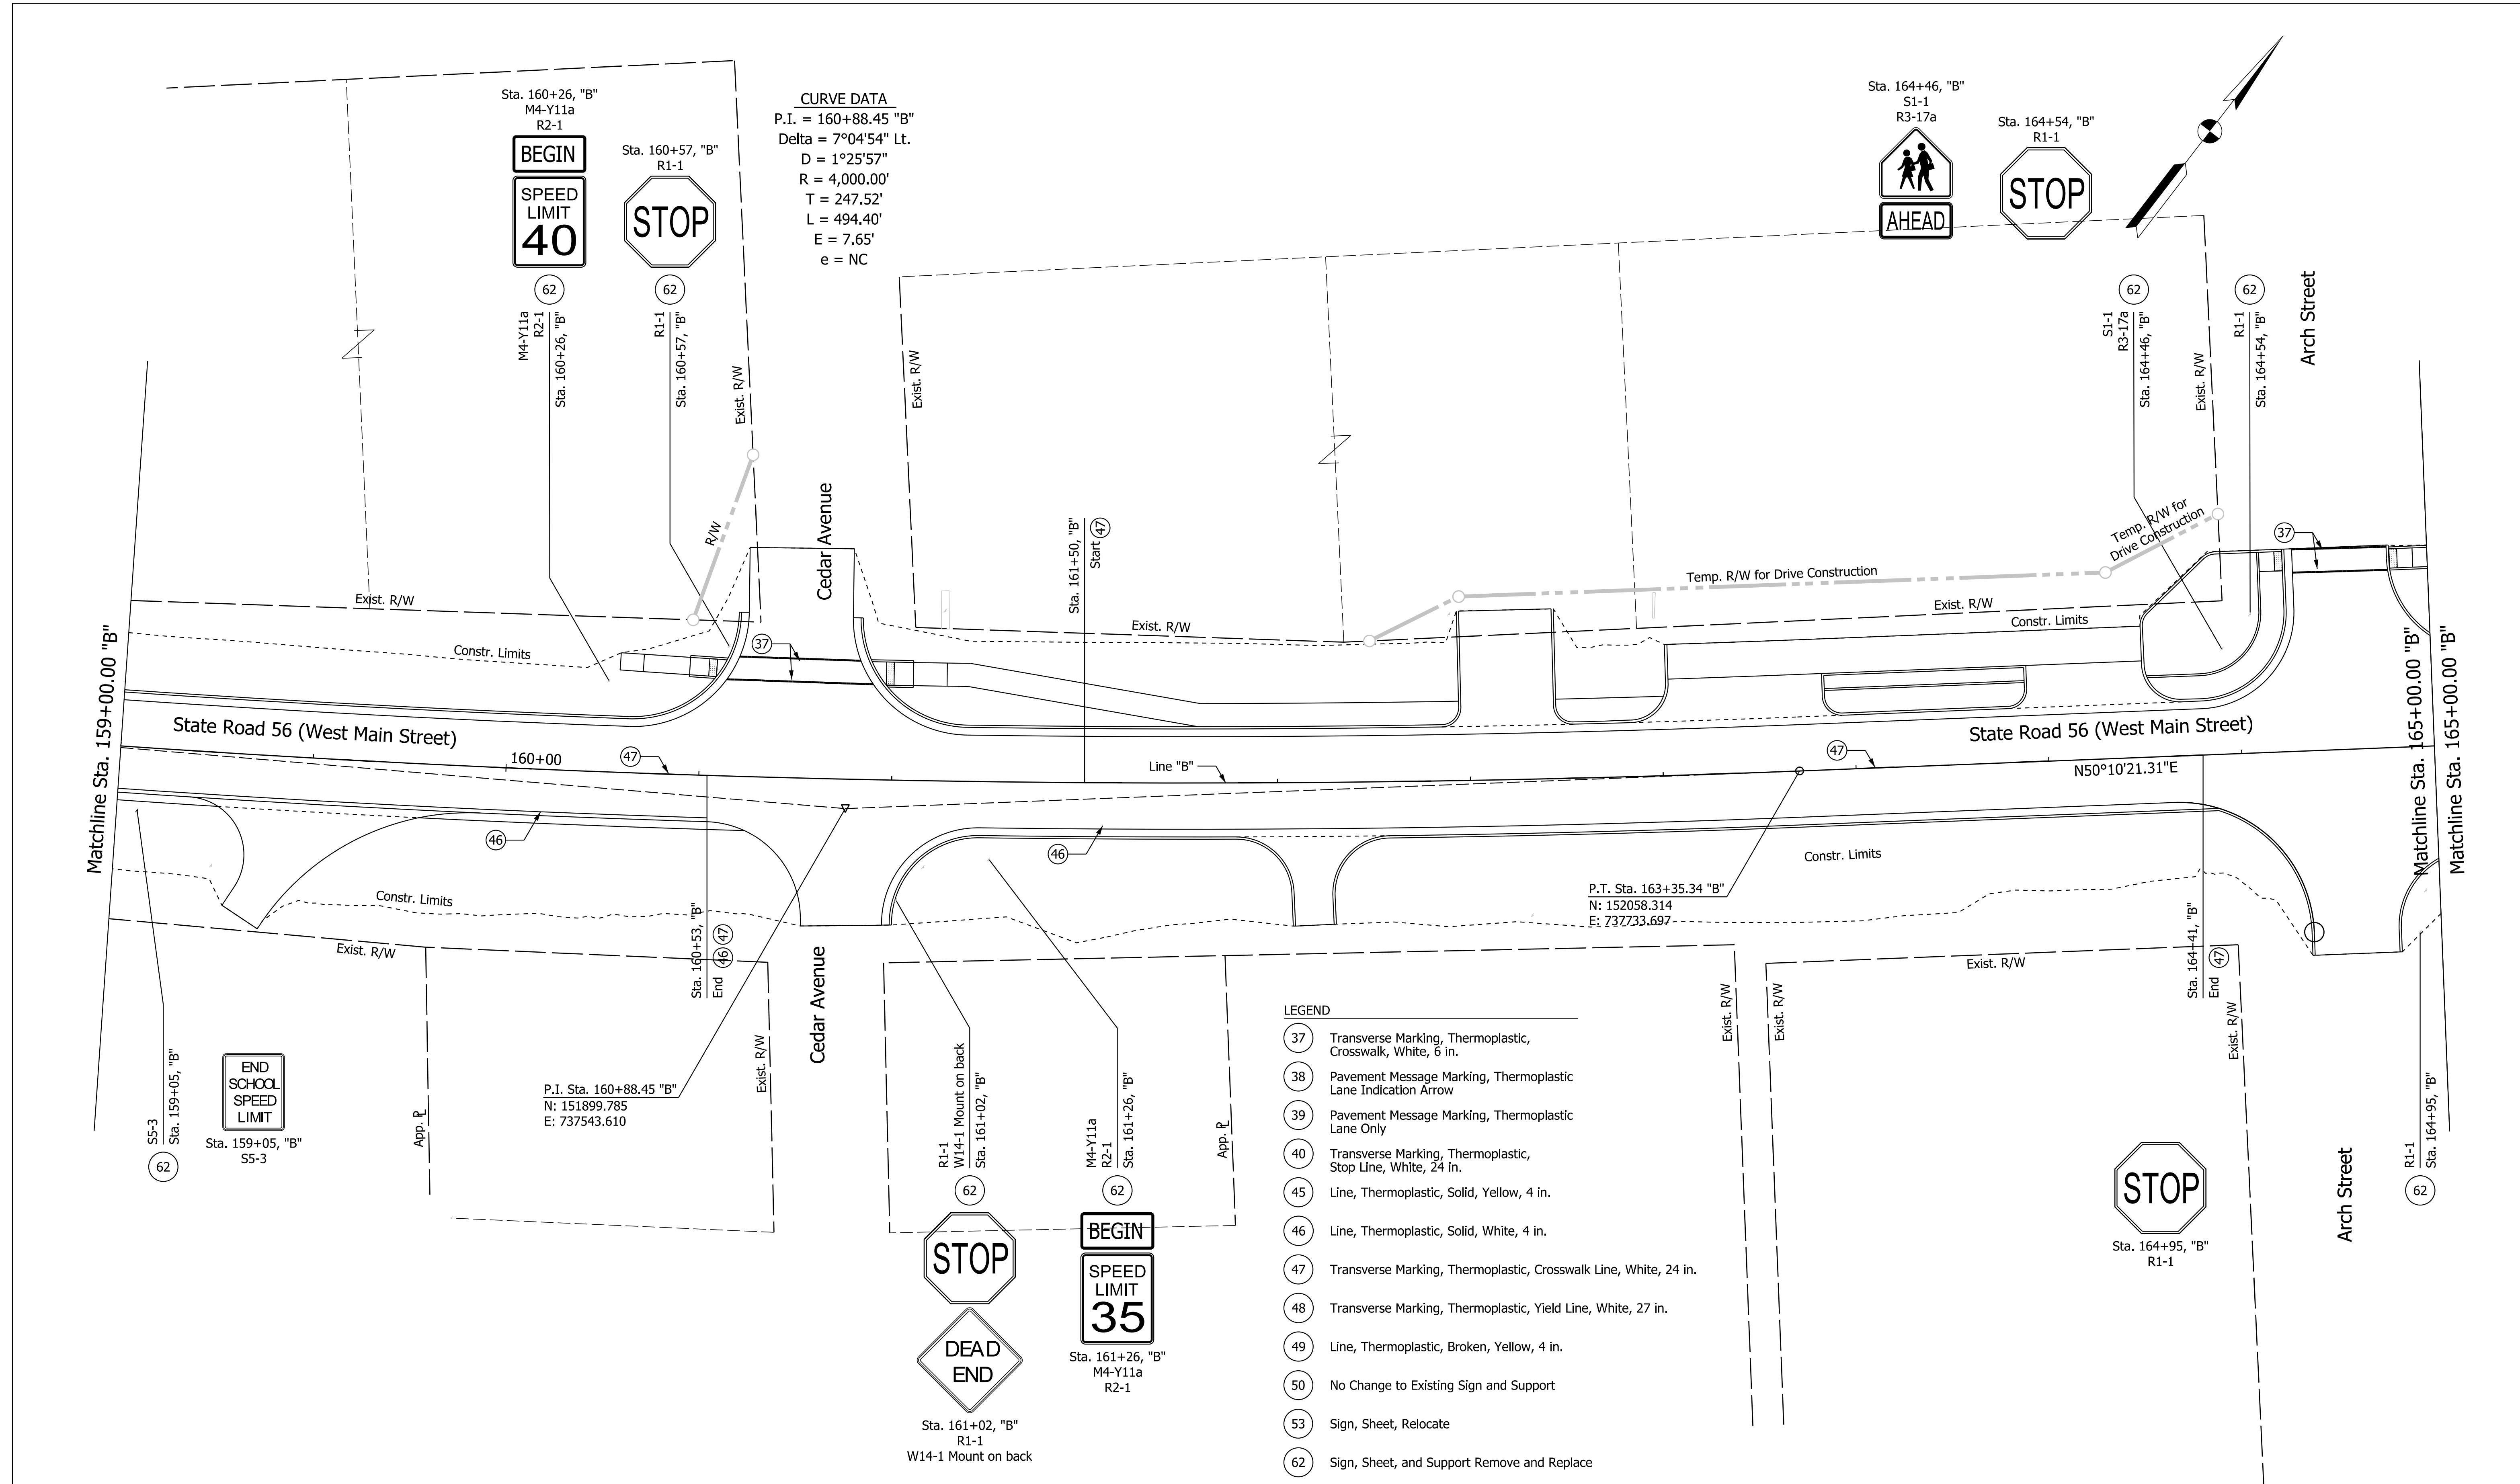 Sta. 160+26, "B"
M4-Y11a
R2-1
BEGIN
SPEED
LIMIT
40
62
M4-Y11a
R2-1
Sta. 160+26, "B"
Sta. 160+57, "B"
R1-1
STOP
62
R1-1
Sta. 160+57, "B"
CURVE DATA
P.I. = 160+88.45 "B"
Delta = 7°04'54" Lt.
D = 1°25'57"
R = 4,000.00'
T = 247.52'
L = 494.40'
E = 7.65'
e = NC
Sta. 164+46, "B"
S1-1
R3-17a
AHEAD
Sta. 164+54, "B"
R1-1
STOP
62
S1-1
R3-17a
Sta. 164+46, "B"
62
R1-1
Sta. 164+54, "B"
Arch Street
Exist. R/W
Exist. R/W
Exist. R/W
R/W
Cedar Avenue
Sta. 161+50, "B"
Start 47
Temp. R/W for
Drive Construction
37
Temp. R/W for Drive Construction
Exist. R/W
Exist. R/W
Exist. R/W
Constr. Limits
Constr. Limits
37
Matchline Sta. 159+00.00 "B"
State Road 56 (West Main Street)
160+00
47
Line "B"
47
State Road 56 (West Main Street)
N50°10'21.31"E
Matchline Sta. 165+00.00 "B"
Matchline Sta. 165+00.00 "B"
46
46
Constr. Limits
Constr. Limits
P.T. Sta. 163+35.34 "B"
N: 152058.314
E: 737733.697
Sta. 160+53, "B"
End 46 47
Sta. 164+41, "B"
End 47
Exist. R/W
Exist. R/W
Cedar Avenue
Exist. R/W
Exist. R/W
Exist. R/W
Exist. R/W
S5-3
Sta. 159+05, "B"
62
END
SCHOOL
SPEED
LIMIT
Sta. 159+05, "B"
S5-3
App. PL
P.I. Sta. 160+88.45 "B"
N: 151899.785
E: 737543.610
R1-1
W14-1 Mount on back
Sta. 161+02, "B"
62
STOP
DEAD
END
Sta. 161+02, "B"
R1-1
W14-1 Mount on back
M4-Y11a
R2-1
Sta. 161+26, "B"
62
BEGIN
SPEED
LIMIT
35
Sta. 161+26, "B"
M4-Y11a
R2-1
App. PL
LEGEND
37 Transverse Marking, Thermoplastic,
Crosswalk, White, 6 in.
38 Pavement Message Marking, Thermoplastic
Lane Indication Arrow
39 Pavement Message Marking, Thermoplastic
Lane Only
40 Transverse Marking, Thermoplastic,
Stop Line, White, 24 in.
45 Line, Thermoplastic, Solid, Yellow, 4 in.
46 Line, Thermoplastic, Solid, White, 4 in.
47 Transverse Marking, Thermoplastic, Crosswalk Line, White, 24 in.
48 Transverse Marking, Thermoplastic, Yield Line, White, 27 in.
49 Line, Thermoplastic, Broken, Yellow, 4 in.
50 No Change to Existing Sign and Support
53 Sign, Sheet, Relocate
62 Sign, Sheet, and Support Remove and Replace
STOP
Sta. 164+95, "B"
R1-1
Arch Street
R1-1
Sta. 164+95, "B"
62